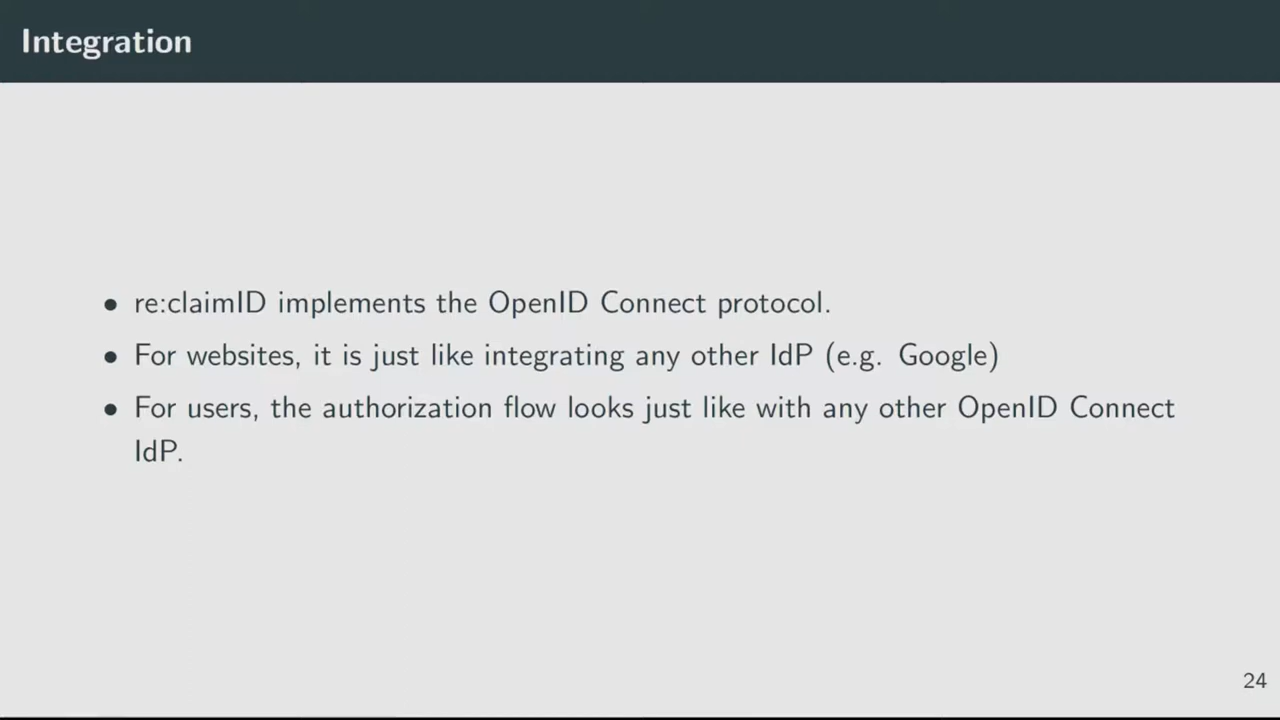 Integration
• re:claimID implements the OpenID Connect protocol.
• For websites, it is just like integrating any other IdP (e.g. Google)
• For users, the authorization flow looks just like with any other OpenID Connect
IdP.
24